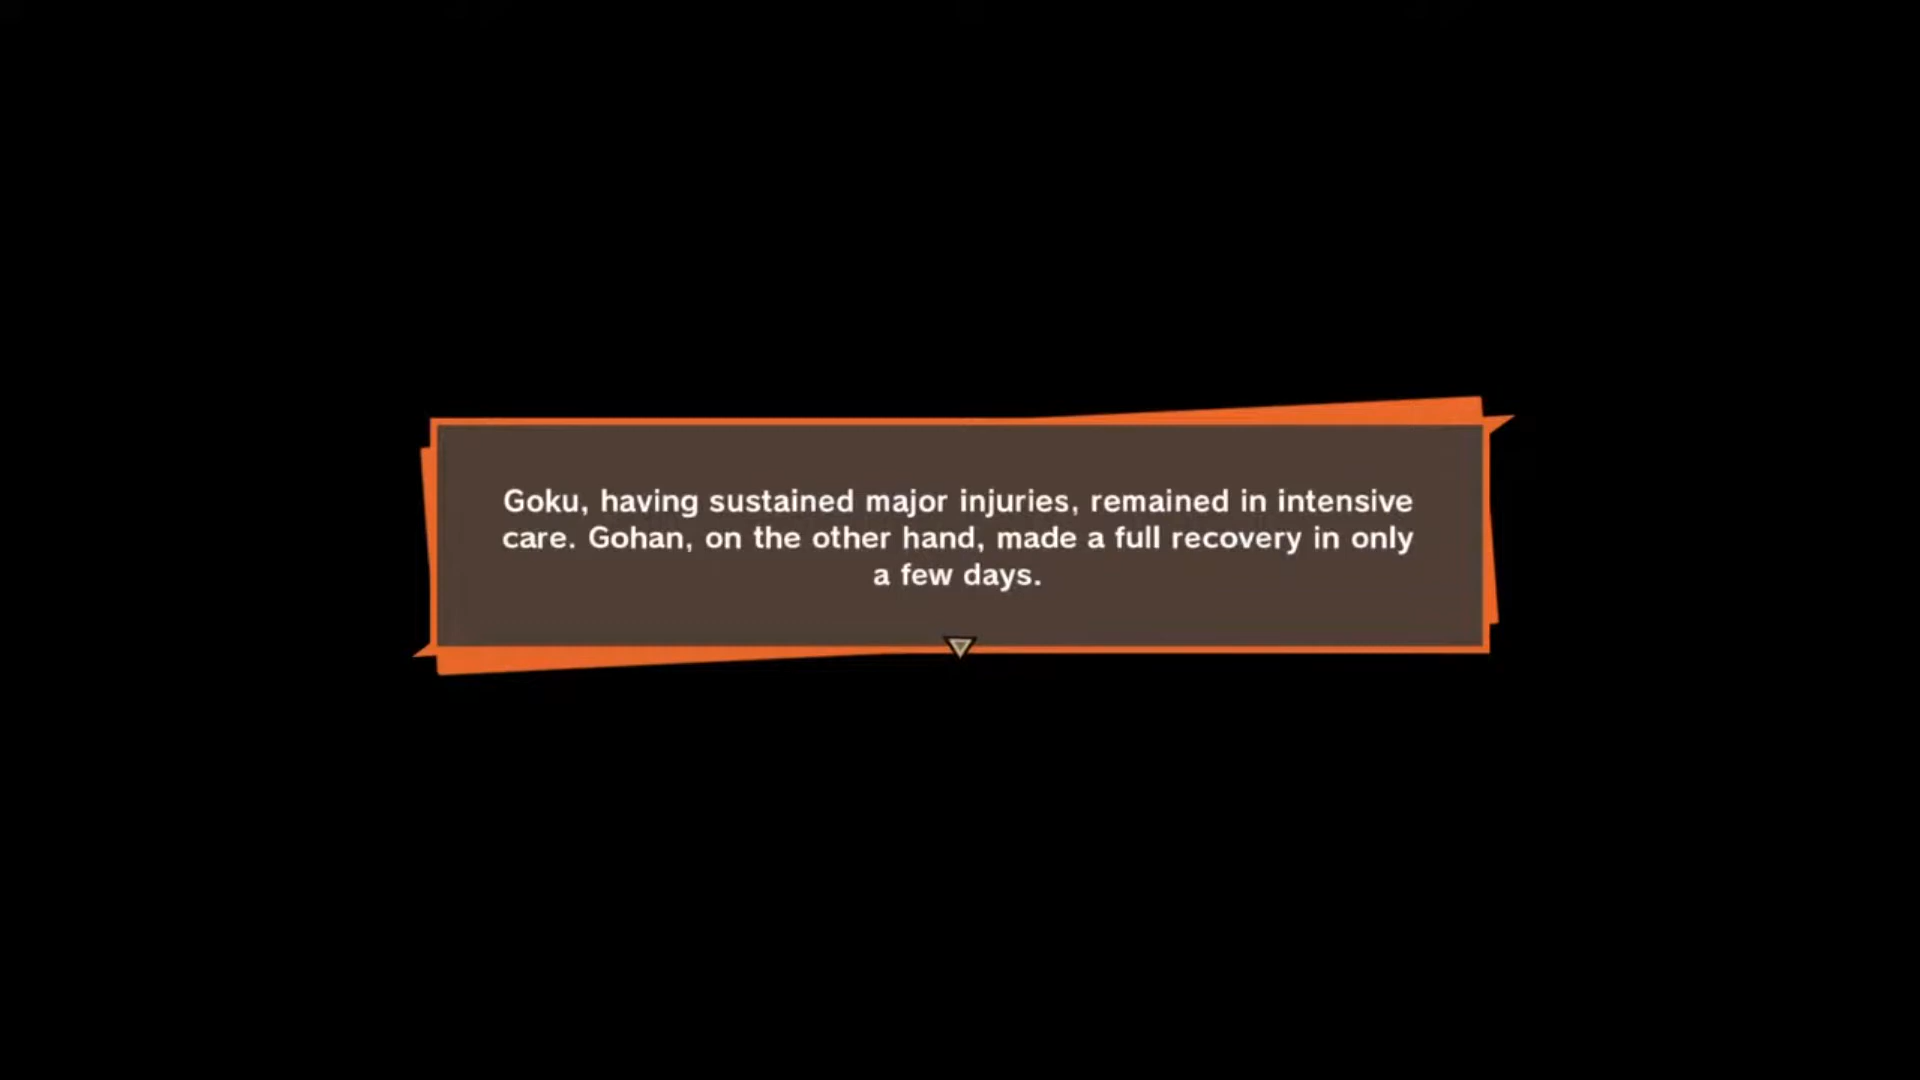 Goku, having sustained major injuries, remained in intensive
care. Gohan, on the other hand, made a full recovery in only
a few days.